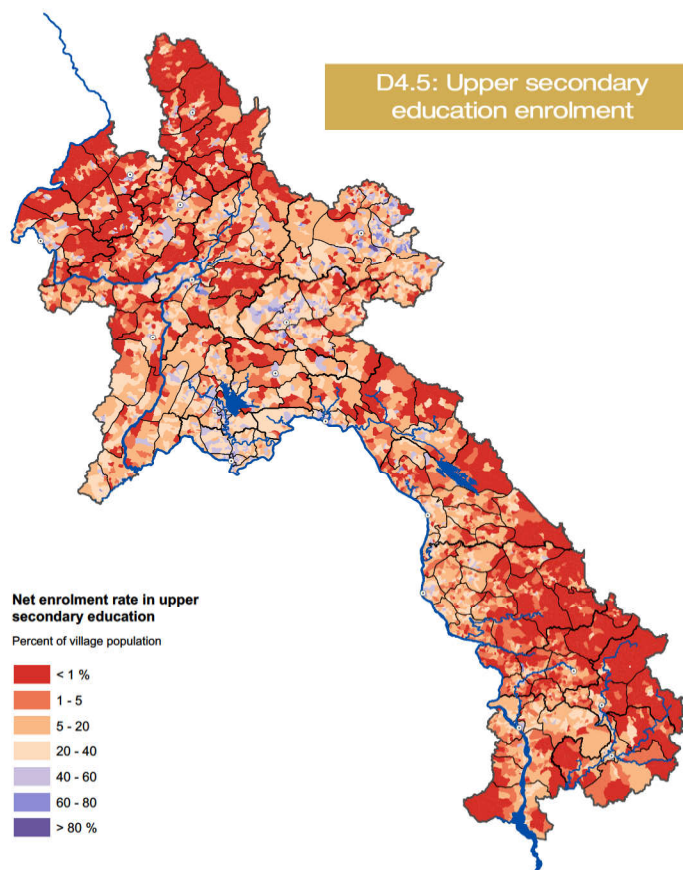 D4.5: Upper secondary
education enrolment
Net enrolment rate in upper
secondary education
Percent of village population
< 1 %
1 - 5
5 - 20
20 - 40
40 - 60
60 - 80
> 80 %